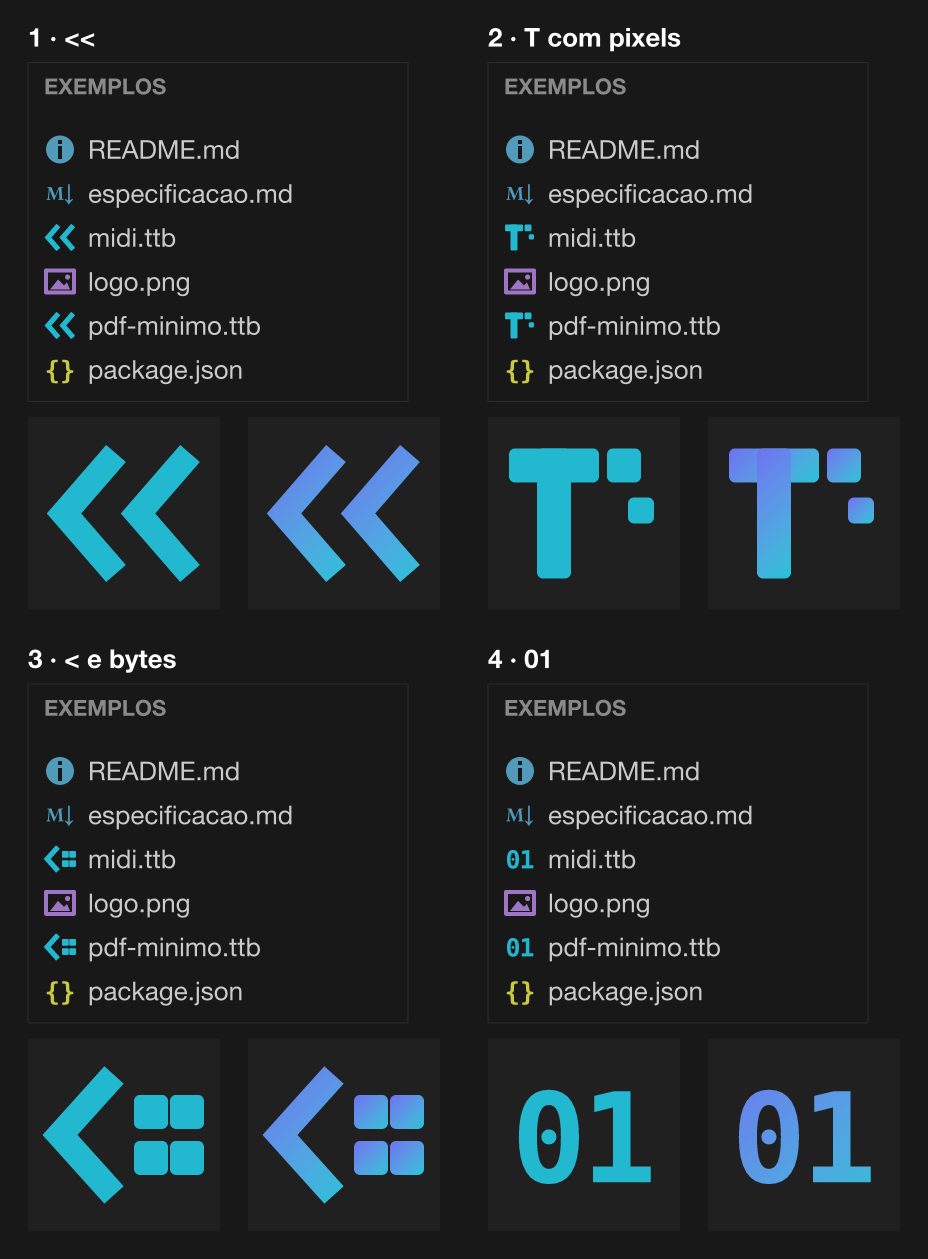 1 · <<
EXEMPLOS
README.md
M↓ especificacao.md
midi.ttb
logo.png
pdf-minimo.ttb
{} package.json
2 · T com pixels
EXEMPLOS
README.md
M↓ especificacao.md
T midi.ttb
logo.png
T pdf-minimo.ttb
{} package.json
T
T
3 · < e bytes
EXEMPLOS
README.md
M↓ especificacao.md
midi.ttb
logo.png
pdf-minimo.ttb
{} package.json
4 · 01
EXEMPLOS
README.md
M↓ especificacao.md
01 midi.ttb
logo.png
01 pdf-minimo.ttb
{} package.json
01
01